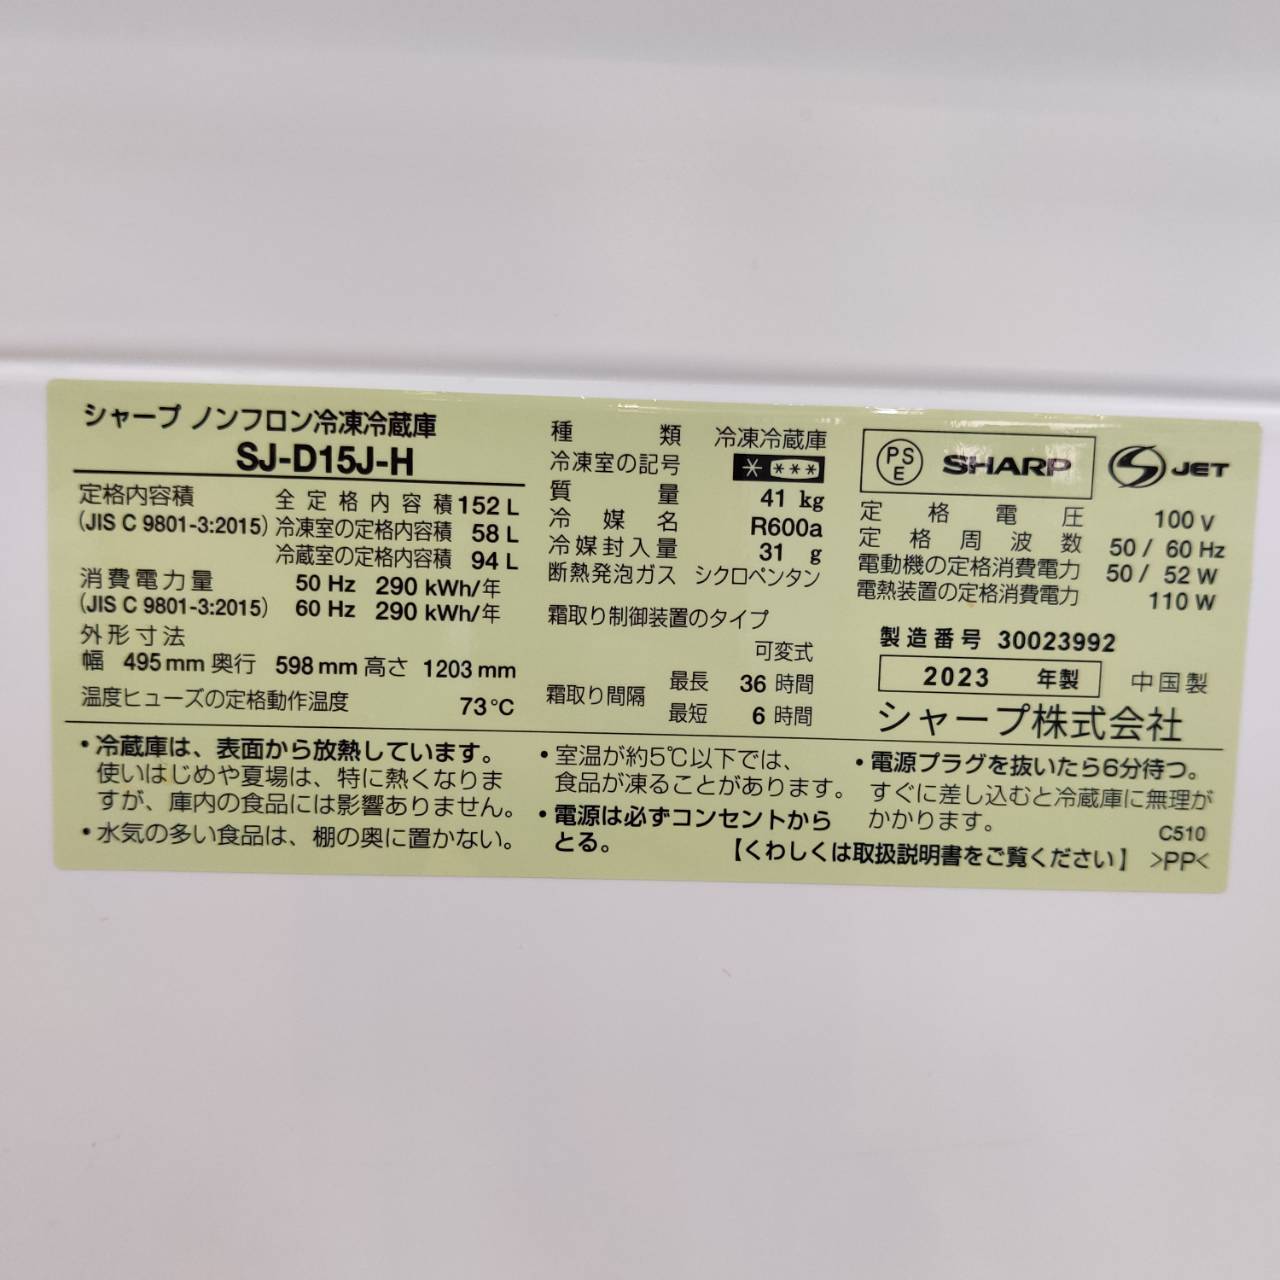 シャープ ノンフロン冷凍冷蔵庫
SJ-D15J-H
定格内容積 全定格内容積 152 L
(JIS C 9801-3:2015) 冷凍室の定格内容積 58 L
冷蔵室の定格内容積 94 L
消費電力量 50 Hz 290 kWh/年
(JIS C 9801-3:2015) 60 Hz 290 kWh/年
外形寸法
幅 495 mm 奥行 598 mm 高さ 1203 mm
温度ヒューズの定格動作温度 73℃
種類 冷凍冷蔵庫
冷凍室の記号 * ***
質量 41 kg
冷媒名 R600a
冷媒封入量 31 g
断熱発泡ガス シクロペンタン
霜取り制御装置のタイプ
可変式
霜取り間隔 最長 36 時間
最短 6 時間
PS E SHARP JET
定格電圧 100 V
定格周波数 50 / 60 Hz
電動機の定格消費電力 50 / 52 W
電熱装置の定格消費電力 110 W
製造番号 30023992
2023 年製 中国製
シャープ株式会社
・冷蔵庫は、表面から放熱しています。
使いはじめや夏場は、特に熱くなりま
すが、庫内の食品には影響ありません。
・水気の多い食品は、棚の奥に置かない。
・室温が約5℃以下では、
食品が凍ることがあります。
・電源は必ずコンセントから
とる。
・電源プラグを抜いたら6分待つ。
すぐに差し込むと冷蔵庫に無理が
かかります。
C510
【くわしくは取扱説明書をご覧ください】 >PP<